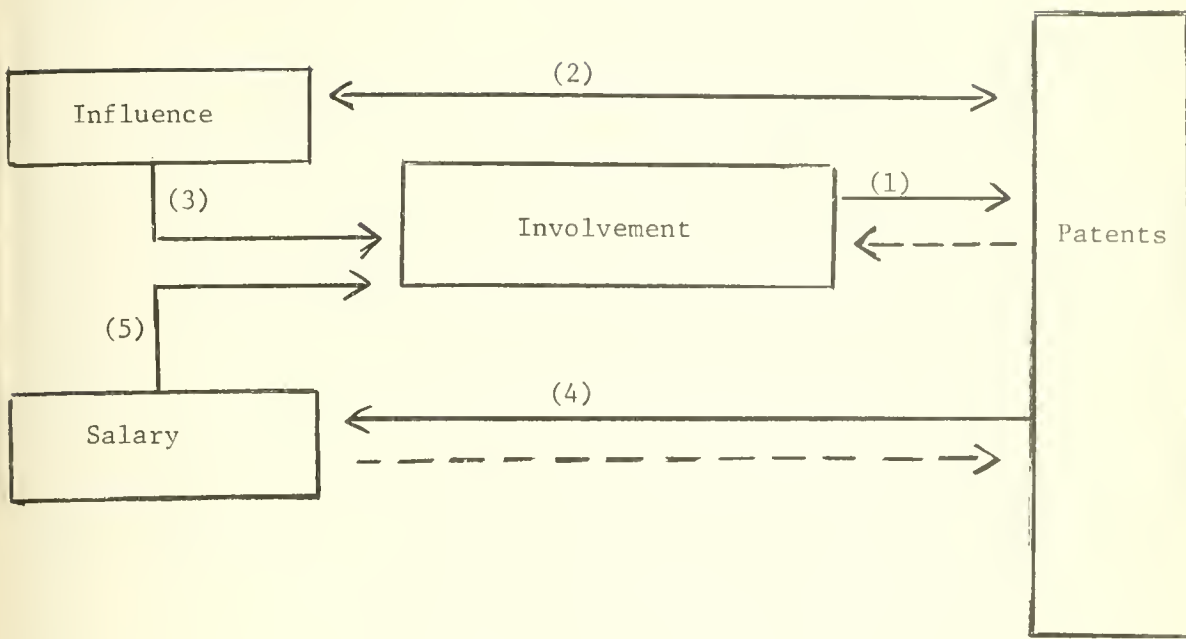 (2)
Influence
(1)
(3)
Involvement
Patents
(5)
(4)
Salary